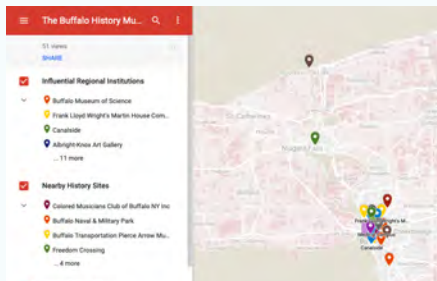 The Buffalo History Mu...
51 views
SHARE
Influential Regional Institutions
Buffalo Museum of Science
Frank Lloyd Wright's Martin House Com...
Canalside
Albright-Knox Art Gallery
... 11 more
Nearby History Sites
Colored Musicians Club of Buffalo NY Inc
Buffalo Naval & Military Park
Buffalo Transportation Pierce Arrow Mu...
Freedom Crossing
... 4 more
St. Catharines
Niagara Falls
Canalside